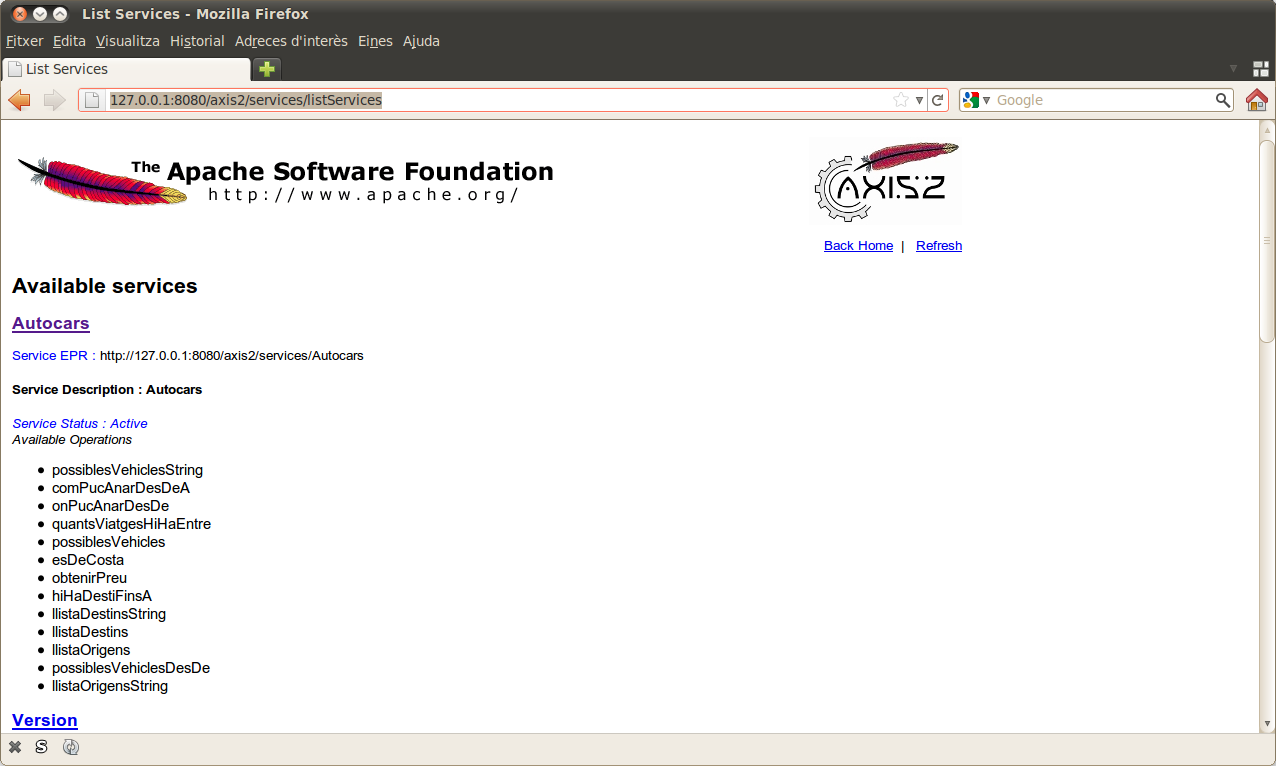 List Services - Mozilla Firefox
Fitxer Edita Visualitza Historial Adreces d'interès Eines Ajuda
List Services
127.0.0.1:8080/axis2/services/listServices Google
The Apache Software Foundation
http://www.apache.org/
AXIS2
Back Home | Refresh
Available services
Autocars
Service EPR : http://127.0.0.1:8080/axis2/services/Autocars
Service Description : Autocars
Service Status : Active
Available Operations
• possiblesVehiclesString
• comPucAnarDesDeA
• onPucAnarDesDe
• quantsViatgesHiHaEntre
• possiblesVehicles
• esDeCosta
• obtenirPreu
• hiHaDestiFinsA
• llistaDestinsString
• llistaDestins
• llistaOrigens
• possiblesVehiclesDesDe
• llistaOrigensString
Version
S